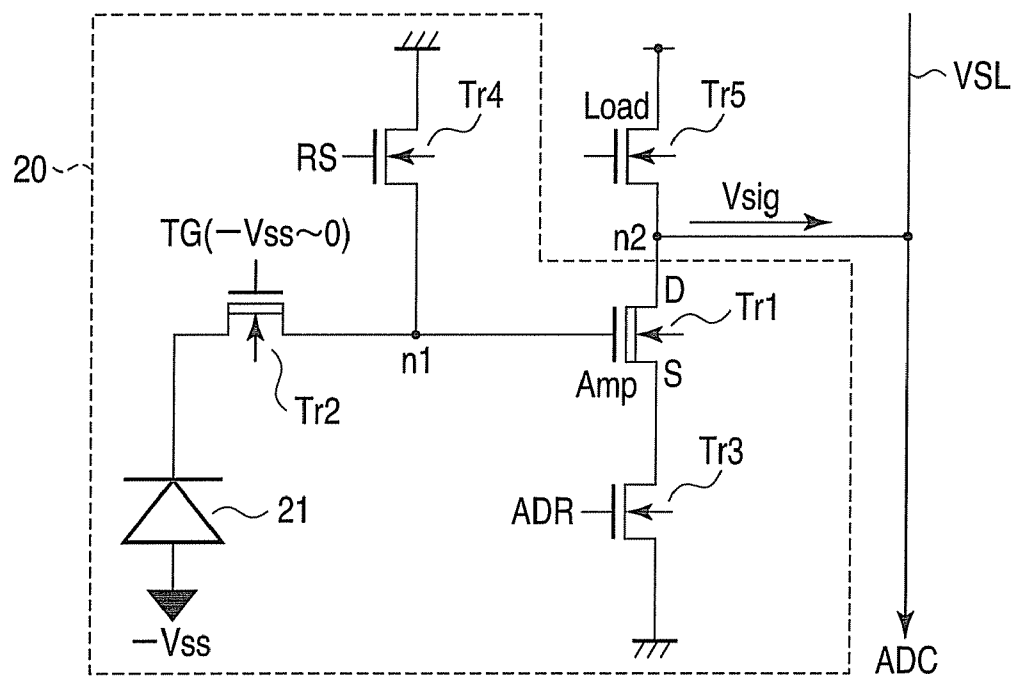 Tr4
Load
Tr5
VSL
20
RS
TG(−Vss~0)
Vsig
n2
D
Tr1
n1
Amp
S
Tr2
Tr3
21
ADR
−Vss
ADC